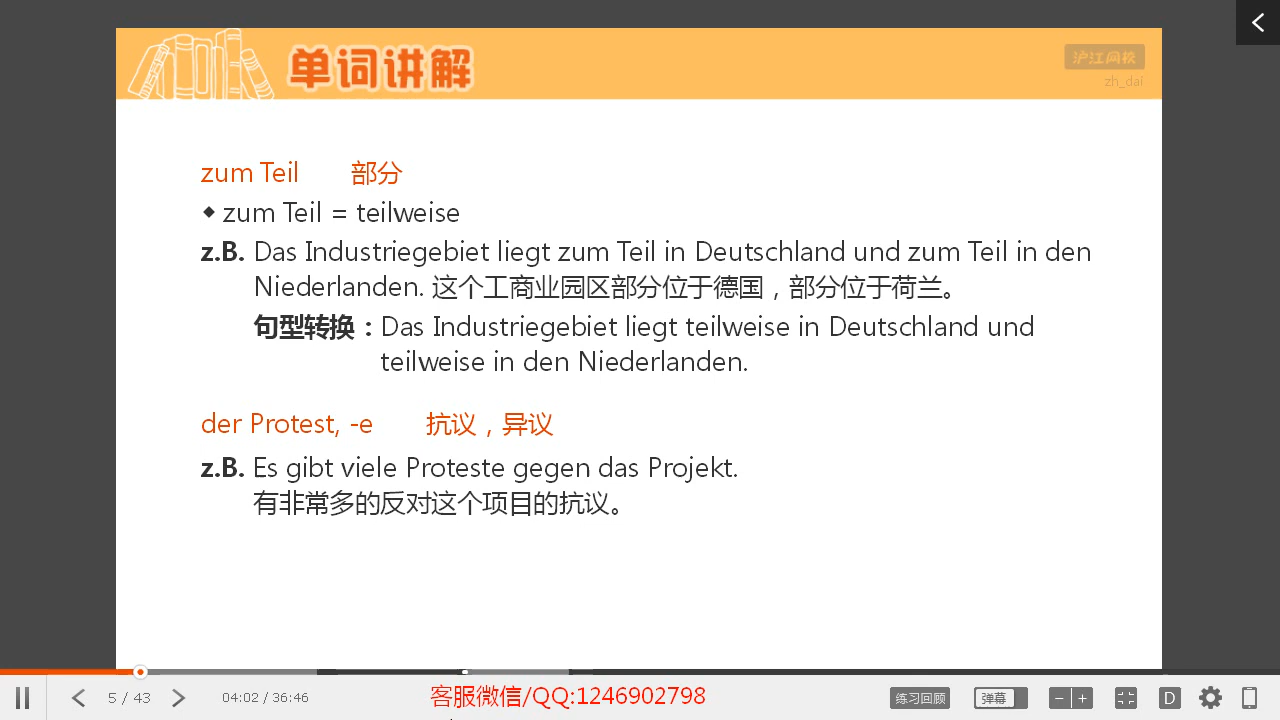 单词讲解
沪江网校
zh_dai
zum Teil 部分
◆ zum Teil = teilweise
z.B. Das Industriegebiet liegt zum Teil in Deutschland und zum Teil in den
Niederlanden. 这个工商业园区部分位于德国，部分位于荷兰。
句型转换：Das Industriegebiet liegt teilweise in Deutschland und
teilweise in den Niederlanden.
der Protest, -e 抗议，异议
z.B. Es gibt viele Proteste gegen das Projekt.
有非常多的反对这个项目的抗议。
5 / 43 04:02 / 36:46 客服微信/QQ:1246902798 练习回顾 弹幕 D